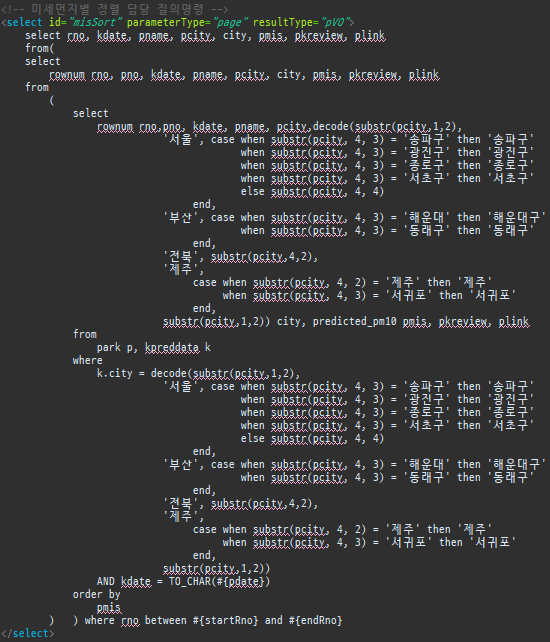 <!-- 미세먼지별 정렬 담당 질의명령 -->
<select id="misSort" parameterType="page" resultType="pVO">
select rno, kdate, pname, pcity, city, pmis, pkreview, plink
from(
select
rownum rno, pno, kdate, pname, pcity, city, pmis, pkreview, plink
from
(
select
rownum rno,pno, kdate, pname, pcity,decode(substr(pcity,1,2),
'서울', case when substr(pcity, 4, 3) = '송파구' then '송파구'
when substr(pcity, 4, 3) = '광진구' then '광진구'
when substr(pcity, 4, 3) = '종로구' then '종로구'
when substr(pcity, 4, 3) = '서초구' then '서초구'
else substr(pcity, 4, 4)
end,
'부산', case when substr(pcity, 4, 3) = '해운대' then '해운대구'
when substr(pcity, 4, 3) = '동래구' then '동래구'
end,
'전북', substr(pcity,4,2),
'제주',
case when substr(pcity, 4, 2) = '제주' then '제주'
when substr(pcity, 4, 3) = '서귀포' then '서귀포'
end,
substr(pcity,1,2)) city, predicted_pm10 pmis, pkreview, plink
from
park p, kpreddata k
where
k.city = decode(substr(pcity,1,2),
'서울', case when substr(pcity, 4, 3) = '송파구' then '송파구'
when substr(pcity, 4, 3) = '광진구' then '광진구'
when substr(pcity, 4, 3) = '종로구' then '종로구'
when substr(pcity, 4, 3) = '서초구' then '서초구'
else substr(pcity, 4, 4)
end,
'부산', case when substr(pcity, 4, 3) = '해운대' then '해운대구'
when substr(pcity, 4, 3) = '동래구' then '동래구'
end,
'전북', substr(pcity,4,2),
'제주',
case when substr(pcity, 4, 2) = '제주' then '제주'
when substr(pcity, 4, 3) = '서귀포' then '서귀포'
end,
substr(pcity,1,2))
AND kdate = TO_CHAR(#{pdate})
order by
pmis
) ) where rno between #{startRno} and #{endRno}
</select>